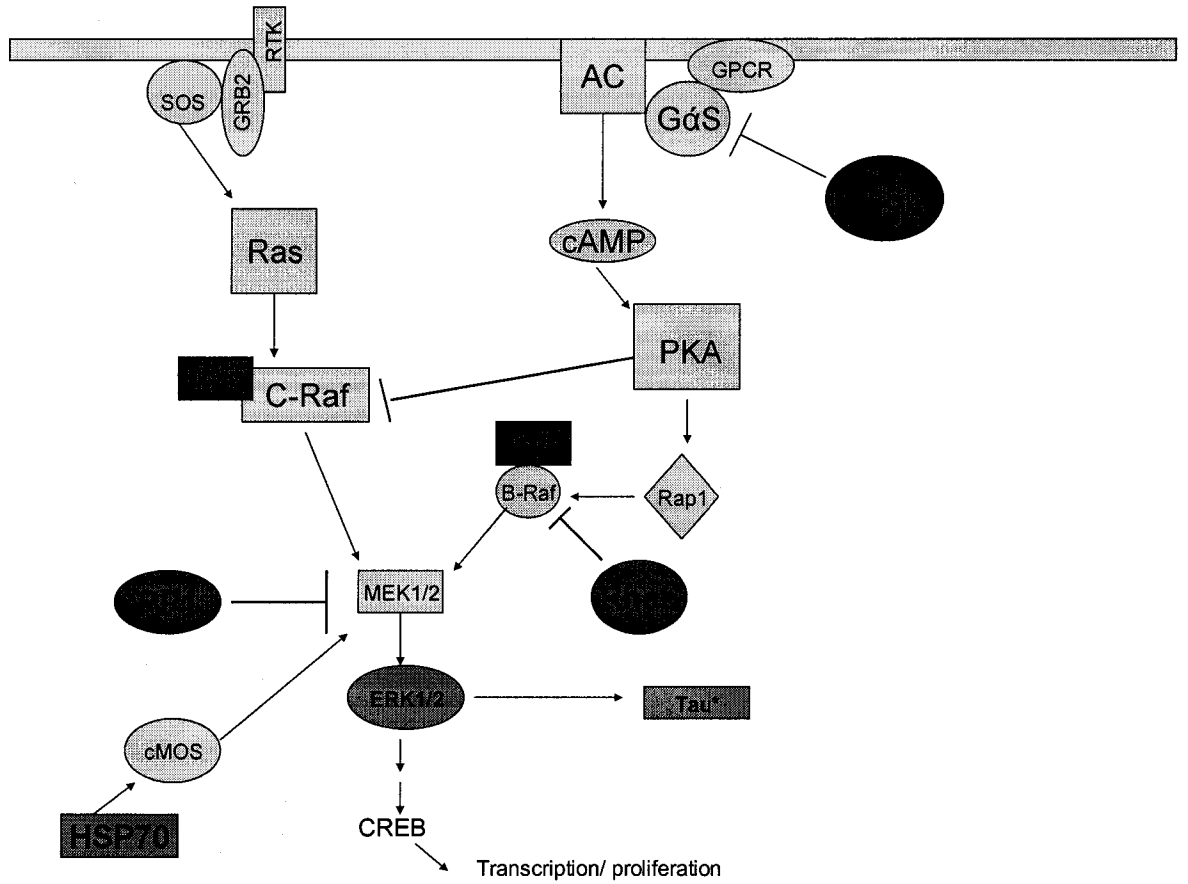 RTK
SOS
GRB2
AC
GPCR
GάS
Ras
cAMP
PKA
C-Raf
B-Raf
Rap1
MEK1/2
ERK1/2
Tau*
cMOS
HSP70
CREB
Transcription/ proliferation